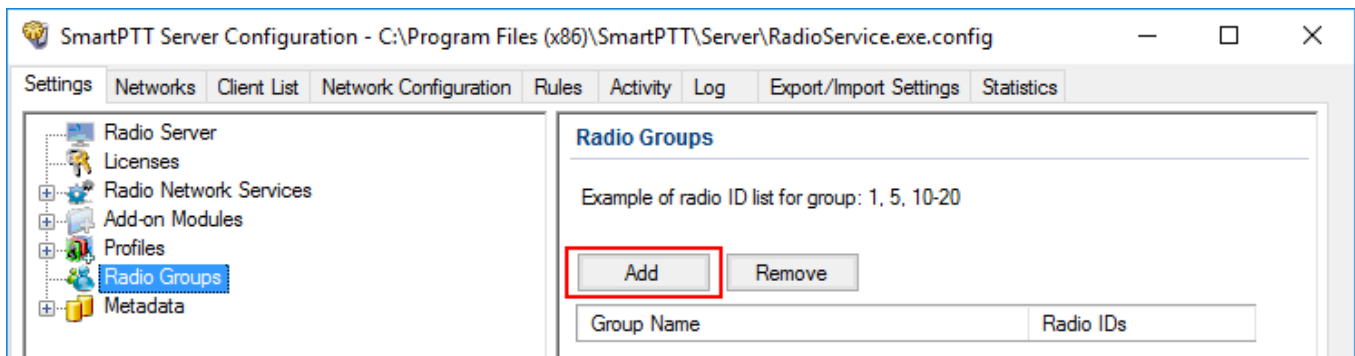 SmartPTT Server Configuration - C:\Program Files (x86)\SmartPTT\Server\RadioService.exe.config
Settings Networks Client List Network Configuration Rules Activity Log Export/Import Settings Statistics
Radio Server
Licenses
Radio Network Services
Add-on Modules
Profiles
Radio Groups
Metadata
Radio Groups
Example of radio ID list for group: 1, 5, 10-20
Add Remove
Group Name Radio IDs